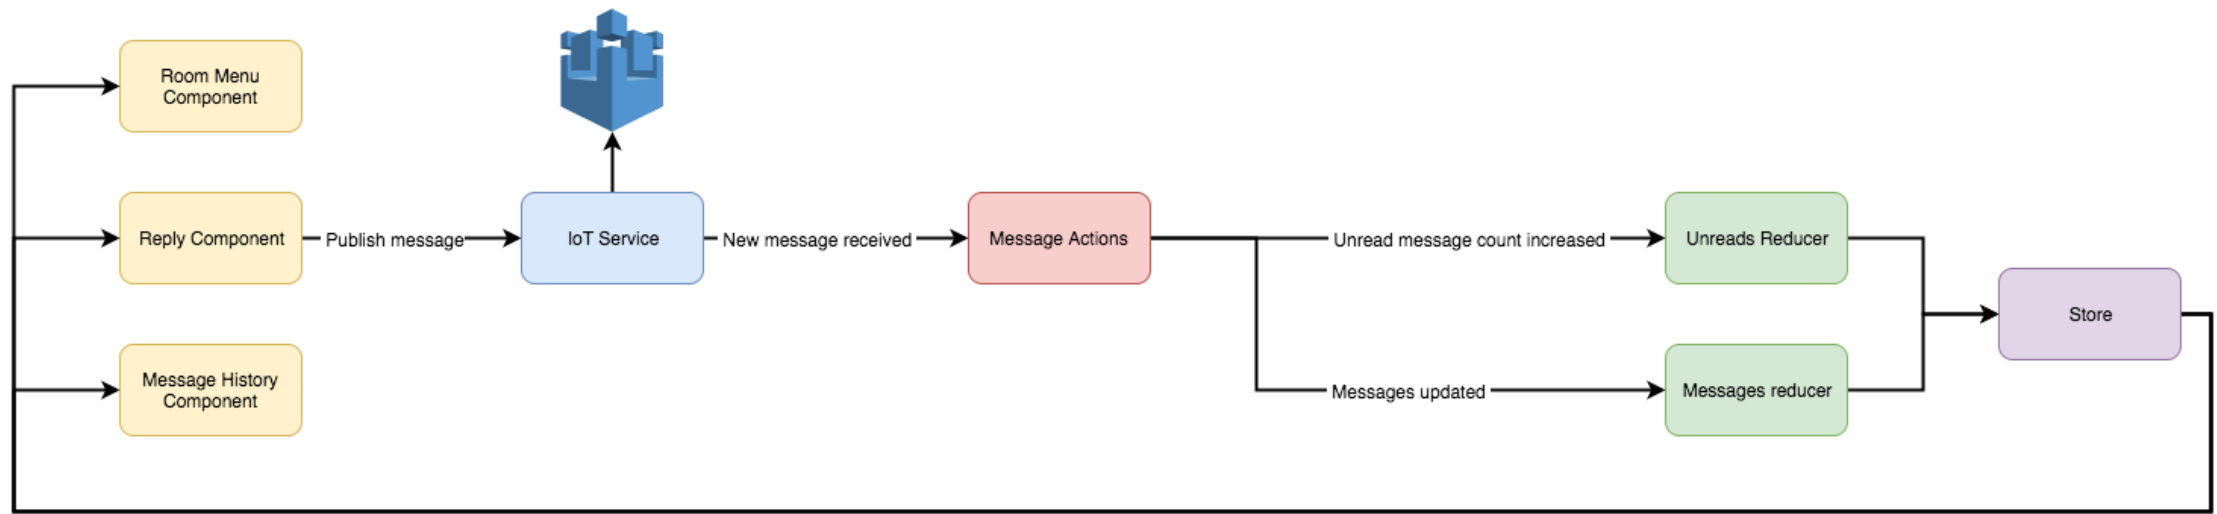 Room Menu
Component
Reply Component
Publish message
IoT Service
New message received
Message Actions
Unread message count increased
Unreads Reducer
Store
Message History
Component
Messages updated
Messages reducer